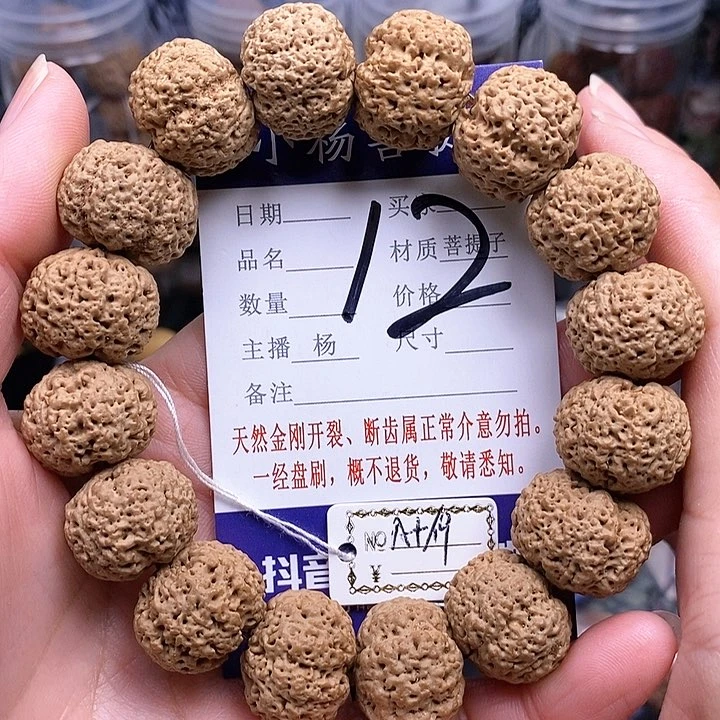 小杨
12
日期 买家
品名 材质 菩提子
数量 价格
主播 杨 尺寸
备注
天然金刚开裂、断齿属正常介意勿拍。
一经盘刷，概不退货，敬请悉知。
NO
¥
抖音